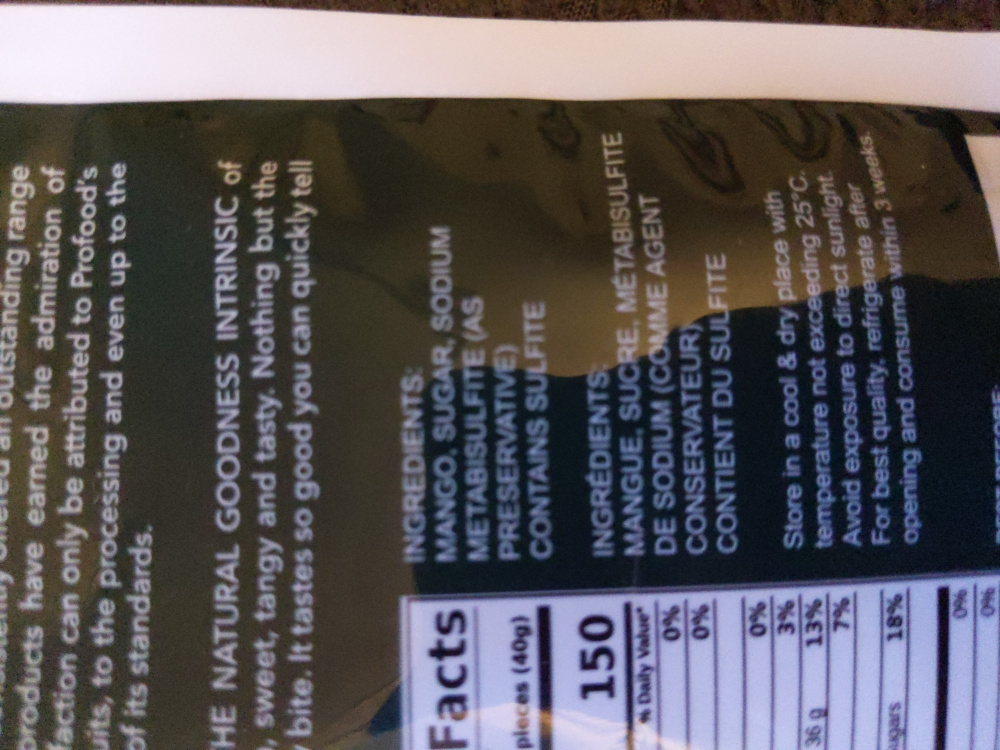 products have earned the admiration of
faction can only be attributed to Profood's
uits, to the processing and even up to the
of its standards.
HE NATURAL GOODNESS INTRINSIC of
, sweet, tangy and tasty. Nothing but the
bite. It tastes so good you can quickly tell
INGREDIENTS:
MANGO, SUGAR, SODIUM
METABISULFITE (AS
PRESERVATIVE)
CONTAINS SULFITE
INGRÉDIENTS:
MANGUE, SUCRE, MÉTABISULFITE
DE SODIUM (COMME AGENT
CONSERVATEUR)
CONTIENT DU SULFITE
Store in a cool & dry place with
temperature not exceeding 25°C.
Avoid exposure to direct sunlight.
For best quality, refrigerate after
opening and consume within 3 weeks.
Facts
pieces (40g)
150
% Daily Value*
0%
0%
0%
3%
36 g 13%
7%
ugars 18%
0%
0%